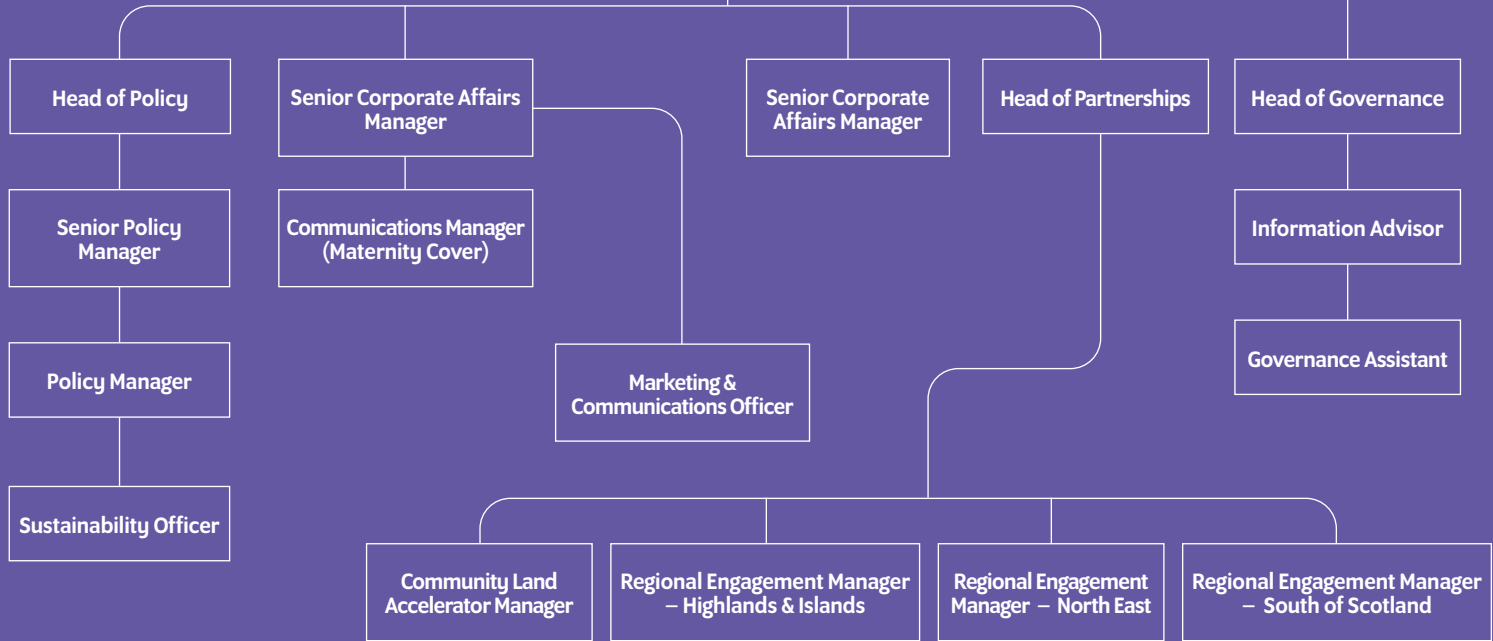 Head of Policy
Senior Corporate Affairs
Manager
Senior Corporate
Affairs Manager
Head of Partnerships
Head of Governance
Senior Policy
Manager
Communications Manager
(Maternity Cover)
Information Advisor
Policy Manager
Marketing &
Communications Officer
Governance Assistant
Sustainability Officer
Community Land
Accelerator Manager
Regional Engagement Manager
– Highlands & Islands
Regional Engagement
Manager – North East
Regional Engagement Manager
– South of Scotland